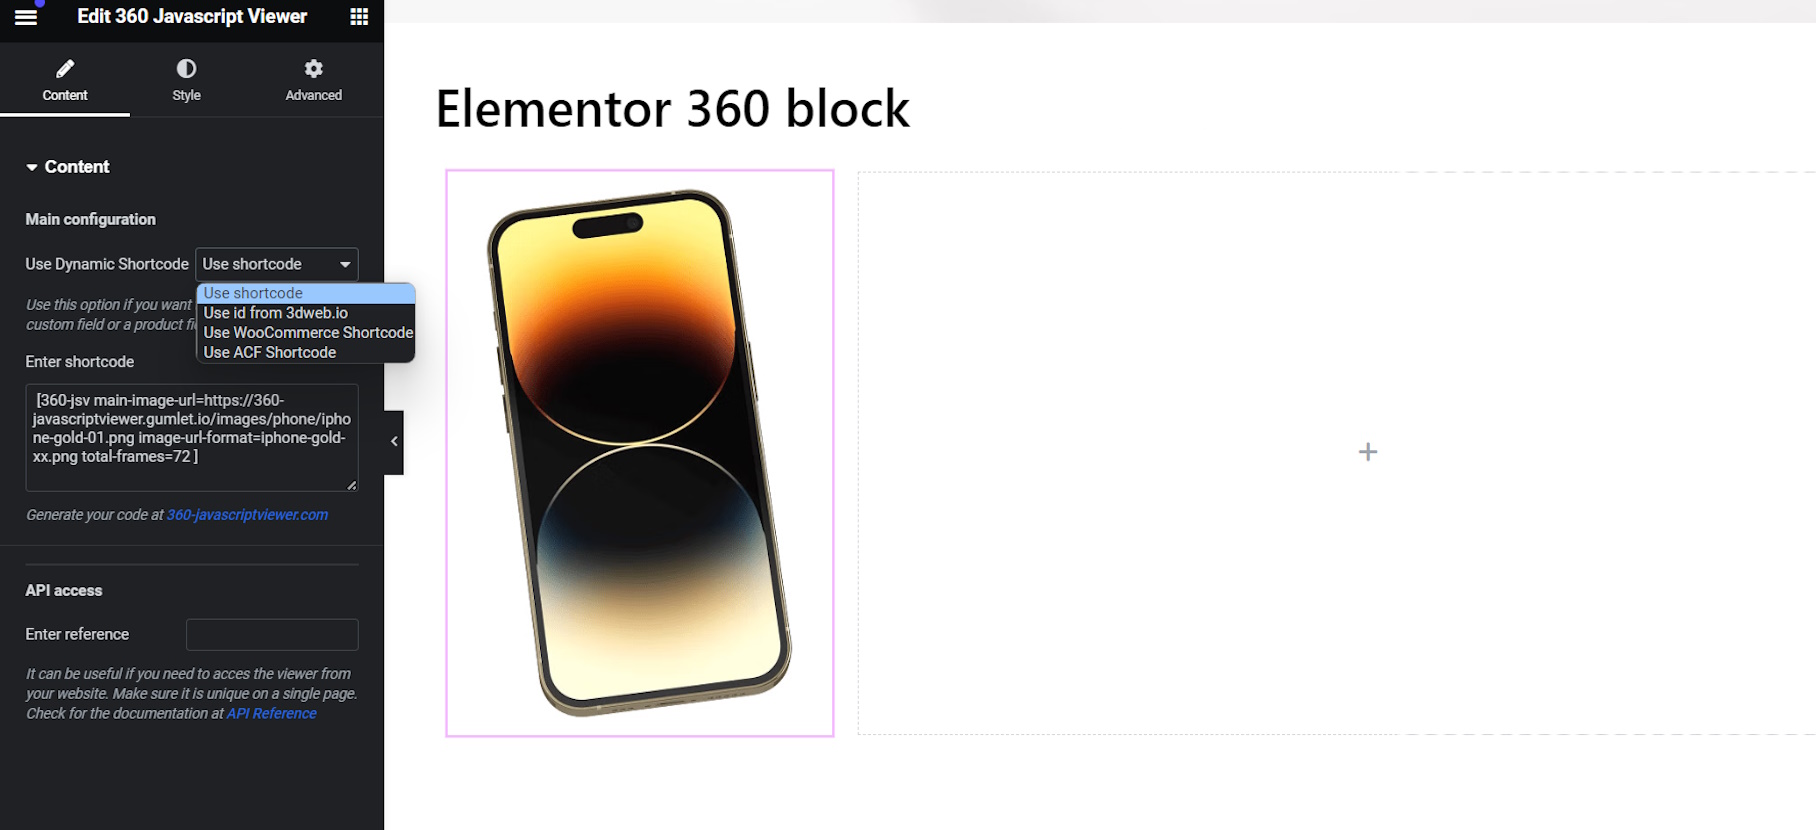 Edit 360 Javascript Viewer
Content
Style
Advanced
Content
Main configuration
Use Dynamic Shortcode
Use shortcode
Use shortcode
Use id from 3dweb.io
Use WooCommerce Shortcode
Use ACF Shortcode
Use this option if you want
custom field or a product fi
Enter shortcode
[360-jsv main-image-url=https://360-
javascriptviewer.gumlet.io/images/phone/ipho
ne-gold-01.png image-url-format=iphone-gold-
xx.png total-frames=72 ]
Generate your code at 360-javascriptviewer.com
API access
Enter reference
It can be useful if you need to acces the viewer from
your website. Make sure it is unique on a single page.
Check for the documentation at API Reference
Elementor 360 block